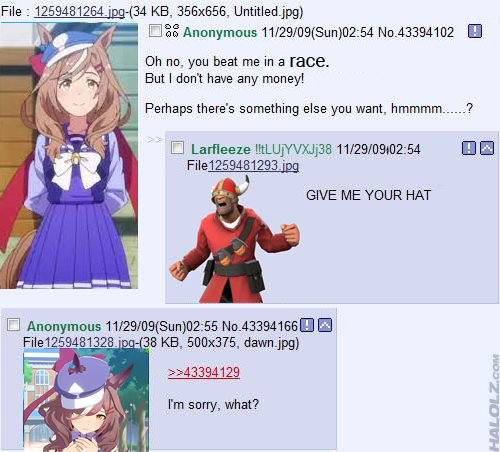 File : 1259481264.jpg-(34 KB, 356x656, Untitled.jpg)
Anonymous 11/29/09(Sun)02:54 No.43394102
Oh no, you beat me in a race.
But I don't have any money!
Perhaps there's something else you want, hmmmm......?
>>
Larfleeze !!tLUjYVXJj38 11/29/09 02:54
File1259481293.jpg
GIVE ME YOUR HAT
Anonymous 11/29/09(Sun)02:55 No.43394166
File1259481328.jpg-(38 KB, 500x375, dawn.jpg)
>>43394129
I'm sorry, what?
HALOLZ.COM